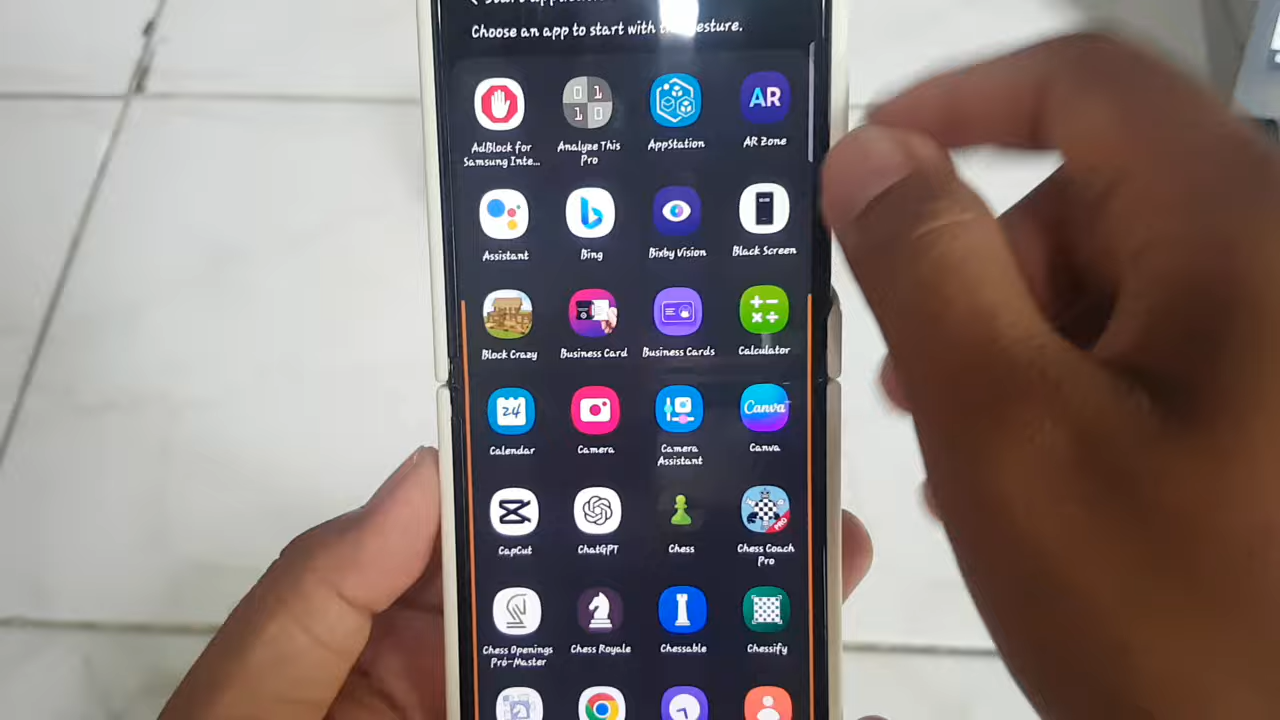 Choose an app to start with
esture.
AR
AdBlock for
Samsung Inte...
Analyze This
Pro
AppStation
AR Zone
Assistant
Bing
Bixby Vision
Black Screen
Block Crazy
Business Card
Business Cards
Calculator
24
Canva
Calendar
Camera
Camera
Assistant
Canva
PRO
CapCut
ChatGPT
Chess
Chess Coach
Pro
Chess Openings
Pró-Master
Chess Royale
Chessable
Chessify